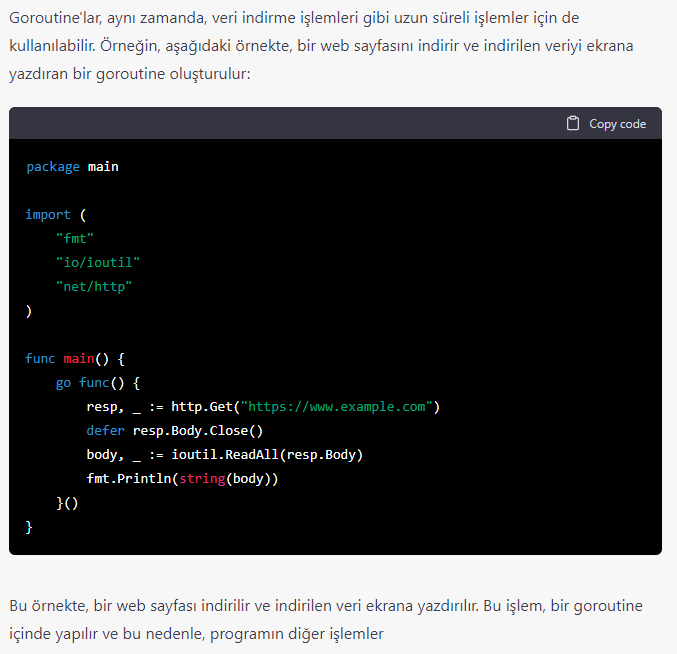 Goroutine'lar, aynı zamanda, veri indirme işlemleri gibi uzun süreli işlemler için de
kullanılabilir. Örneğin, aşağıdaki örnekte, bir web sayfasını indirir ve indirilen veriyi ekrana
yazdıran bir goroutine oluşturulur:
Copy code
package main
import (
    "fmt"
    "io/ioutil"
    "net/http"
)
func main() {
    go func() {
        resp, _ := http.Get("https://www.example.com")
        defer resp.Body.Close()
        body, _ := ioutil.ReadAll(resp.Body)
        fmt.Println(string(body))
    }()
}
Bu örnekte, bir web sayfası indirilir ve indirilen veri ekrana yazdırılır. Bu işlem, bir goroutine
içinde yapılır ve bu nedenle, programın diğer işlemler